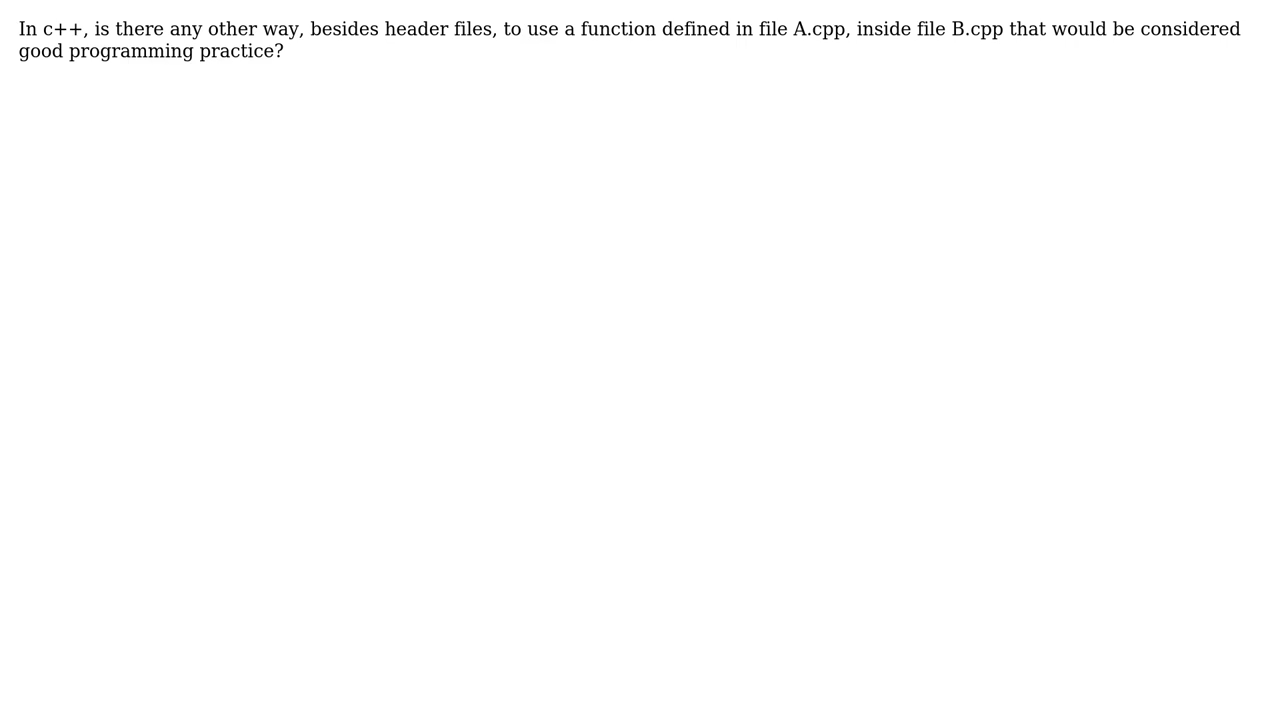 In c++, is there any other way, besides header files, to use a function defined in file A.cpp, inside file B.cpp that would be considered
good programming practice?